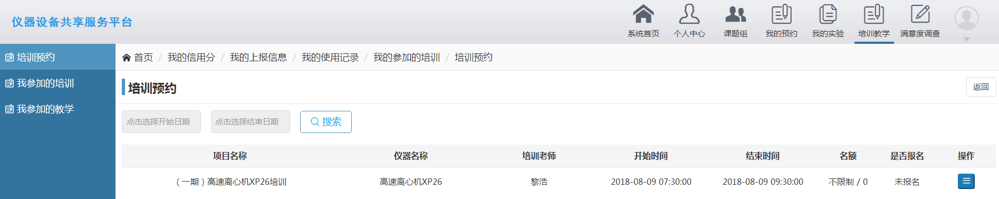 仪器设备共享服务平台
系统首页 个人中心 课题组 我的预约 我的实验 培训教学 满意度调查
培训预约
我参加的培训
我参加的教学
首页 / 我的信用分 / 我的上报信息 / 我的使用记录 / 我的参加的培训 / 培训预约
培训预约 返回
点击选择开始日期 点击选择结束日期 搜索
项目名称 仪器名称 培训老师 开始时间 结束时间 名额 是否报名 操作
（一期）高速离心机XP26培训 高速离心机XP26 黎浩 2018-08-09 07:30:00 2018-08-09 09:30:00 不限制 / 0 未报名